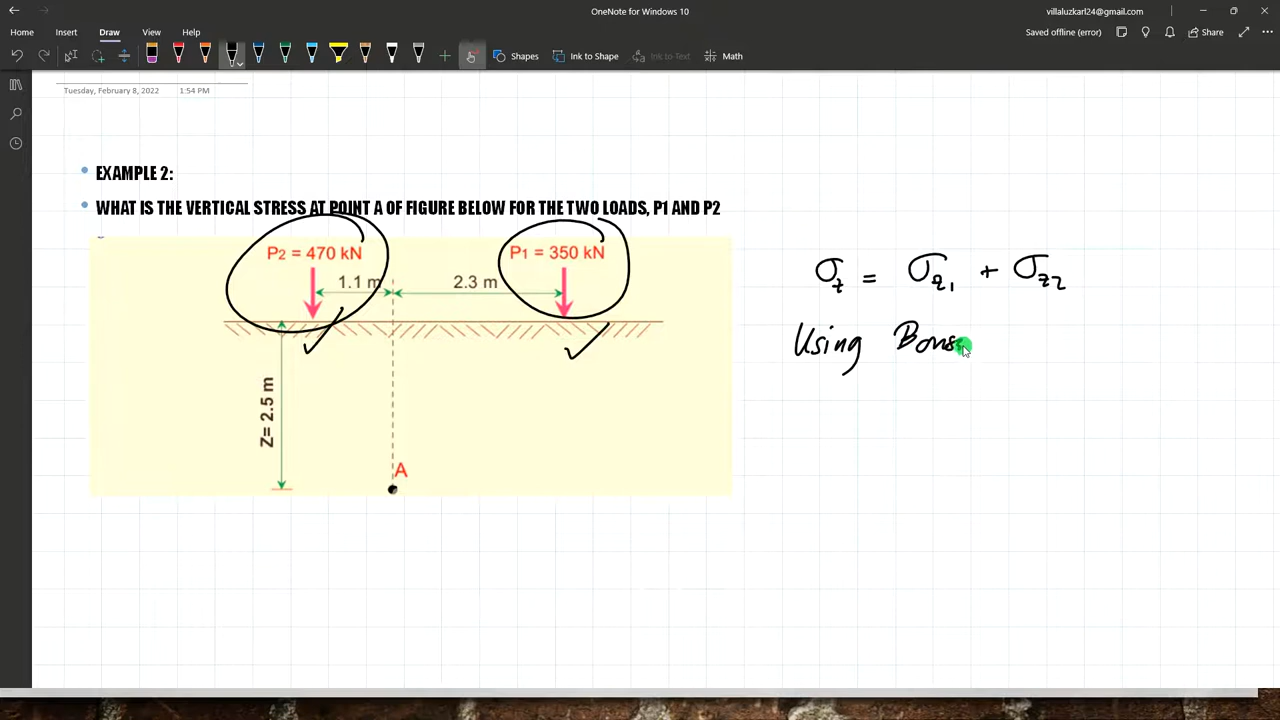 OneNote for Windows 10
villaluzkarl24@gmail.com
Home Insert Draw View Help
Saved offline (error) Share
Shapes Ink to Shape Ink to Text Math
Tuesday, February 8, 2022 1:54 PM
• EXAMPLE 2:
• WHAT IS THE VERTICAL STRESS AT POINT A OF FIGURE BELOW FOR THE TWO LOADS, P1 AND P2
P2 = 470 kN
P1 = 350 kN
1.1 m
2.3 m
σz = σz1 + σz2
Using Bous
Z= 2.5 m
A